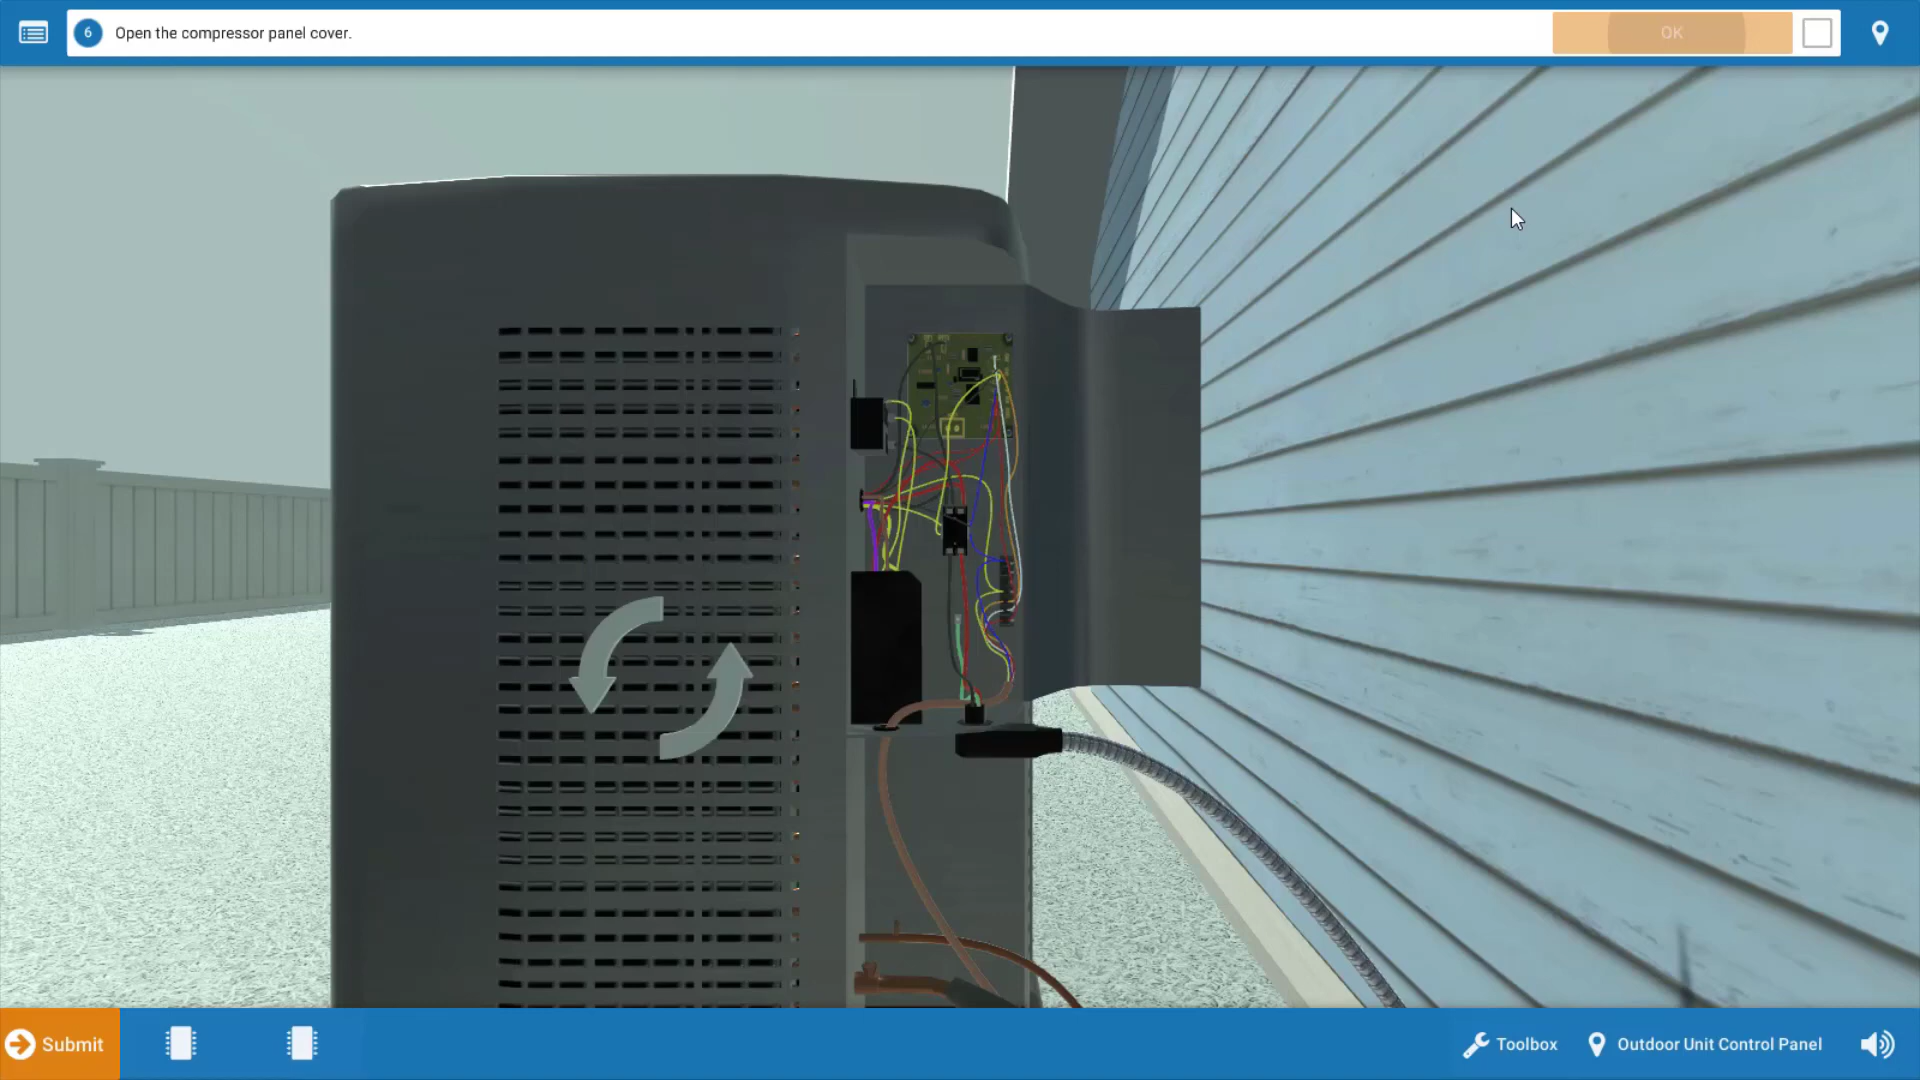 6 Open the compressor panel cover.
OK
Submit
Toolbox
Outdoor Unit Control Panel